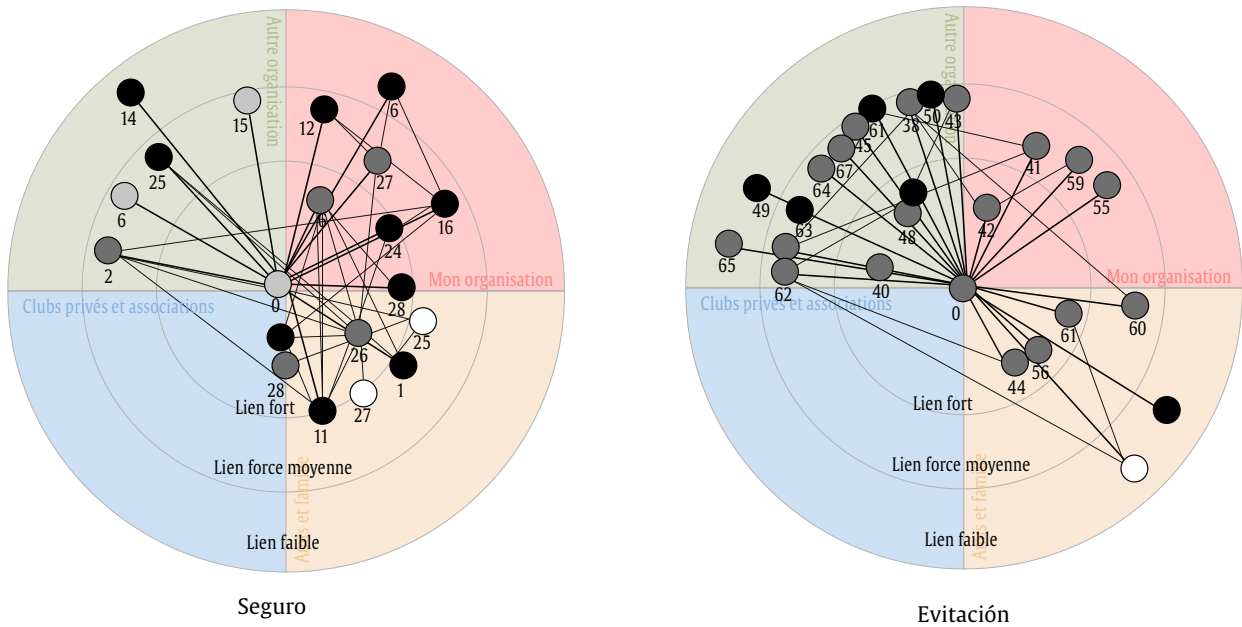 Autre organisation
Mon organisation
Clubs privés et associations
Amis et famille
14
15
12
6
25
27
6
6
16
2
24
0
28
25
26
28
1
27
11
Lien fort
Lien force moyenne
Lien faible
Seguro
Autre organisation
Mon organisation
Clubs privés et associations
Amis et famille
61
38
50
43
45
67
64
41
59
55
49
63
48
42
65
62
40
0
61
60
56
44
Lien fort
Lien force moyenne
Lien faible
Evitación